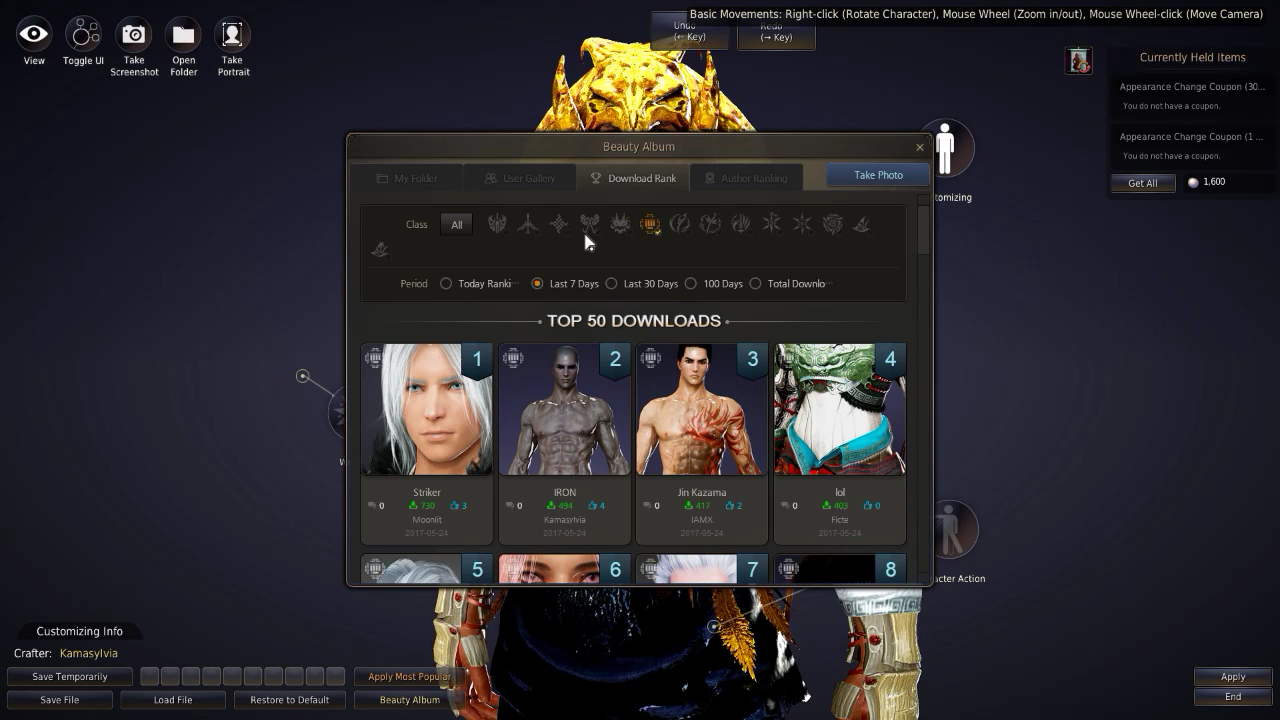 Basic Movements: Right-click (Rotate Character), Mouse Wheel (Zoom in/out), Mouse Wheel-click (Move Camera)
View
Toggle UI
Take
Screenshot
Open
Folder
Take
Portrait
Undo
(← Key)
Redo
(→ Key)
Currently Held Items
Appearance Change Coupon (30...
You do not have a coupon.
Appearance Change Coupon (1 ...
You do not have a coupon.
Get All
1,600
Beauty Album
My Folder
User Gallery
Download Rank
Author Ranking
Take Photo
Class
All
Period
Today Ranki···
Last 7 Days
Last 30 Days
100 Days
Total Downlo···
TOP 50 DOWNLOADS
1
2
3
4
Striker
0 730 3
Moonlit
2017-05-24
IRON
0 494 4
Kamasylvia
2017-05-24
Jin Kazama
0 417 2
IAMX
2017-05-24
lol
0 403 0
Ficte
2017-05-24
5
6
7
8
Customizing Info
Crafter: Kamasylvia
Save Temporarily
Apply Most Popular
Save File
Load File
Restore to Default
Beauty Album
Apply
End